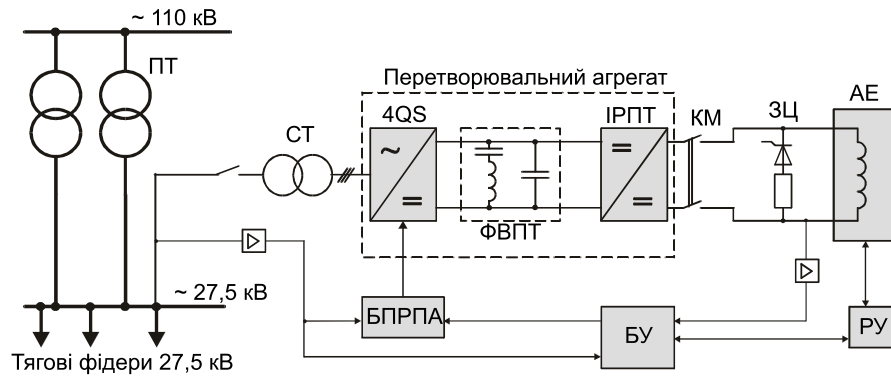 ~ 110 кВ
ПТ
Перетворювальний агрегат
4QS
ІРПТ
КМ
ЗЦ
АЕ
СТ
~
=
=
=
ФВПТ
~ 27,5 кВ
БПРПА
БУ
РУ
Тягові фідери 27,5 кВ